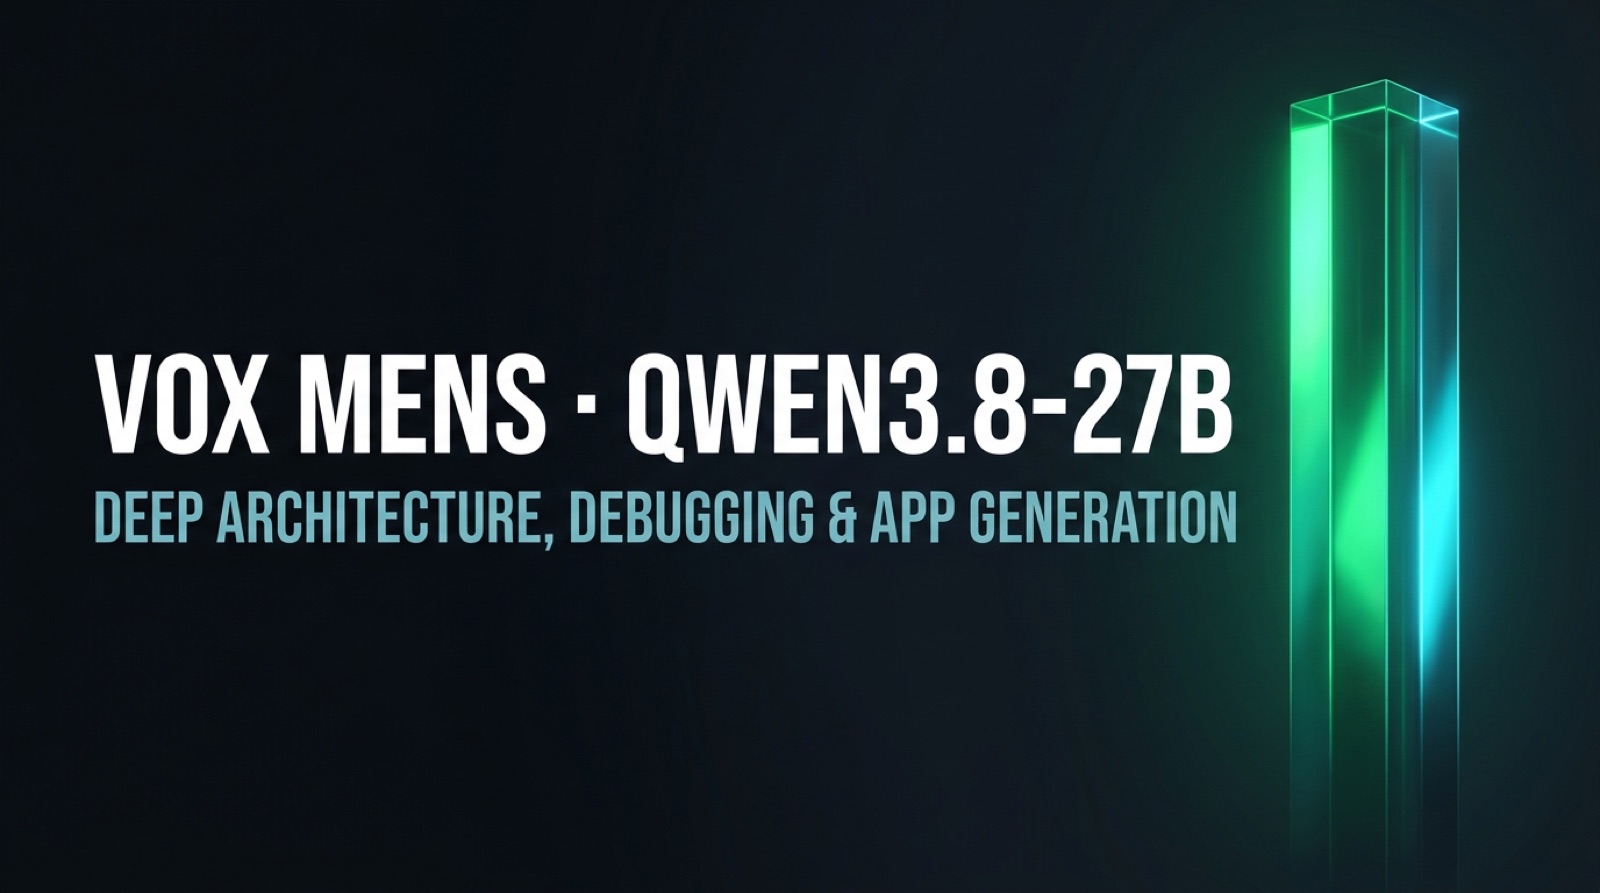 VOX MENS · QWEN3.8-27B
DEEP ARCHITECTURE, DEBUGGING & APP GENERATION